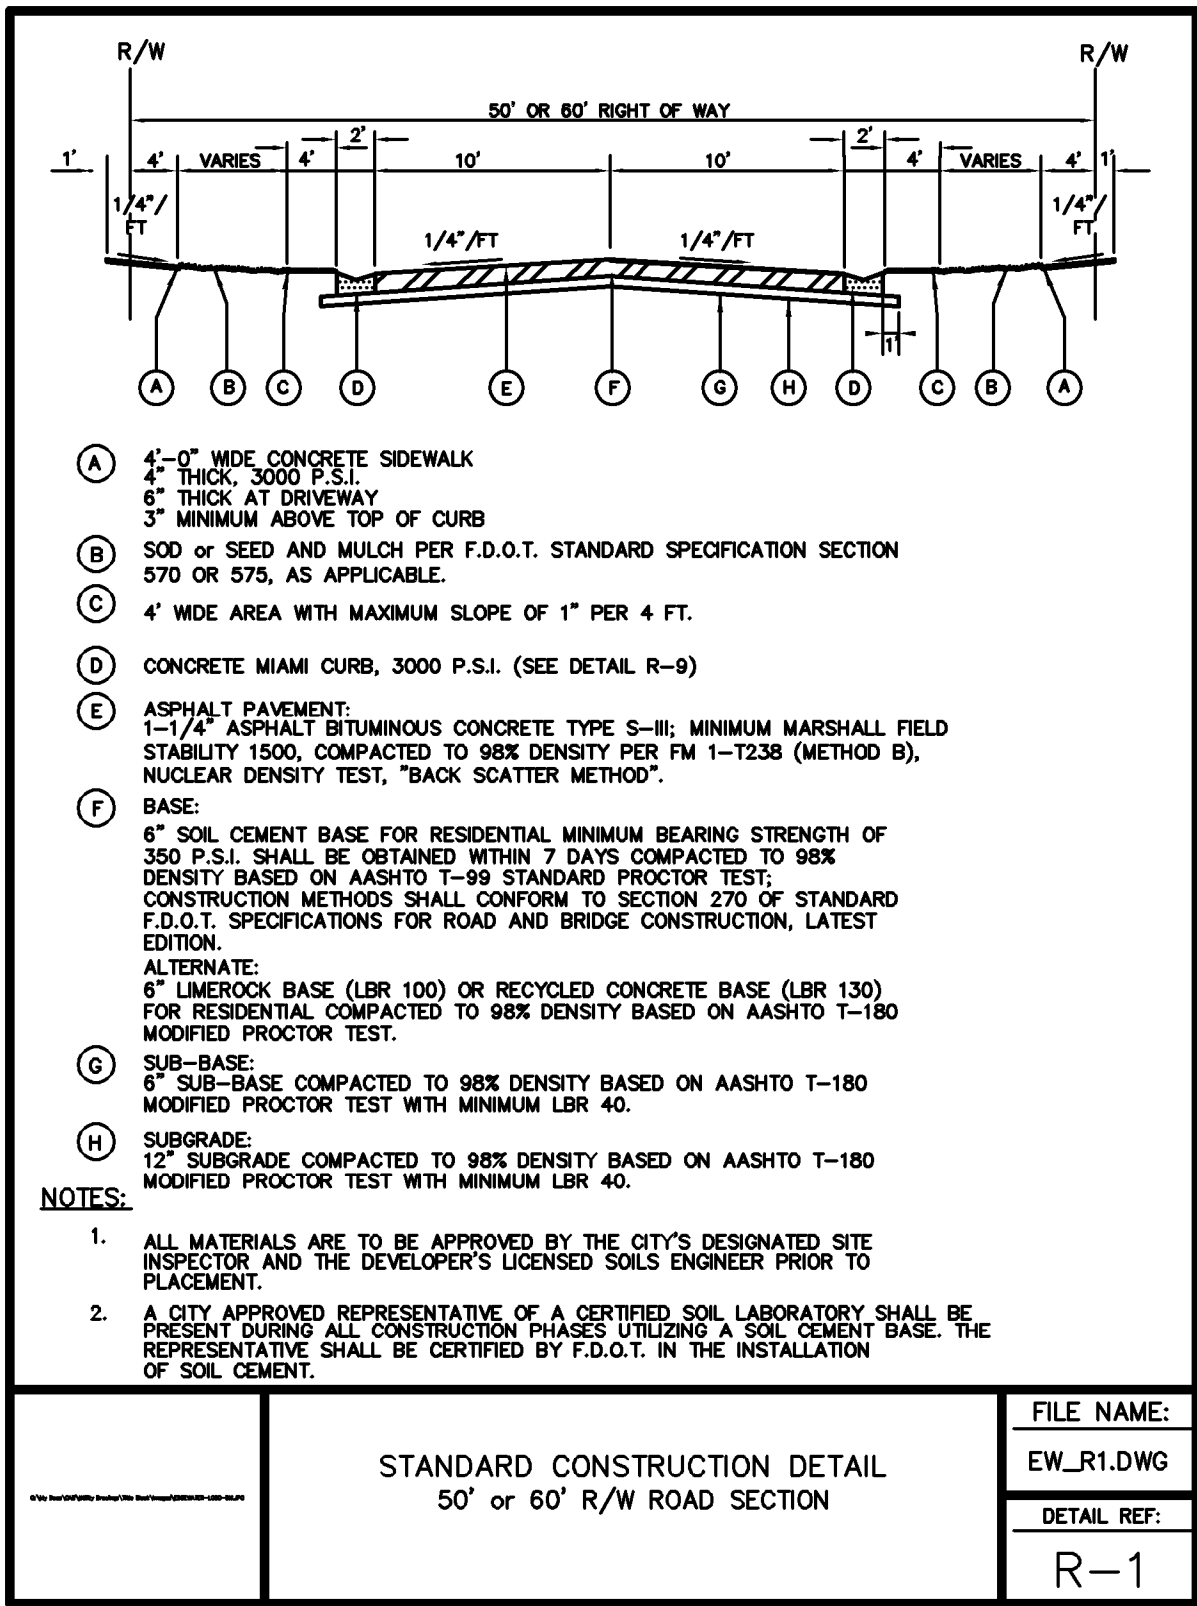 R/W R/W
50' OR 60' RIGHT OF WAY
2' 2'
1' 4' VARIES 4' 10' 10' 4' VARIES 4' 1'
1/4"/ 1/4"/
FT FT
1/4"/FT 1/4"/FT
1'
A B C D E F G H D C B A
A 4'-0" WIDE CONCRETE SIDEWALK
4" THICK, 3000 P.S.I.
6" THICK AT DRIVEWAY
3" MINIMUM ABOVE TOP OF CURB
B SOD or SEED AND MULCH PER F.D.O.T. STANDARD SPECIFICATION SECTION
570 OR 575, AS APPLICABLE.
C 4' WIDE AREA WITH MAXIMUM SLOPE OF 1" PER 4 FT.
D CONCRETE MIAMI CURB, 3000 P.S.I. (SEE DETAIL R-9)
E ASPHALT PAVEMENT:
1-1/4" ASPHALT BITUMINOUS CONCRETE TYPE S-III; MINIMUM MARSHALL FIELD
STABILITY 1500, COMPACTED TO 98% DENSITY PER FM 1-T238 (METHOD B),
NUCLEAR DENSITY TEST, "BACK SCATTER METHOD".
F BASE:
6" SOIL CEMENT BASE FOR RESIDENTIAL MINIMUM BEARING STRENGTH OF
350 P.S.I. SHALL BE OBTAINED WITHIN 7 DAYS COMPACTED TO 98%
DENSITY BASED ON AASHTO T-99 STANDARD PROCTOR TEST;
CONSTRUCTION METHODS SHALL CONFORM TO SECTION 270 OF STANDARD
F.D.O.T. SPECIFICATIONS FOR ROAD AND BRIDGE CONSTRUCTION, LATEST
EDITION.
ALTERNATE:
6" LIMEROCK BASE (LBR 100) OR RECYCLED CONCRETE BASE (LBR 130)
FOR RESIDENTIAL COMPACTED TO 98% DENSITY BASED ON AASHTO T-180
MODIFIED PROCTOR TEST.
G SUB-BASE:
6" SUB-BASE COMPACTED TO 98% DENSITY BASED ON AASHTO T-180
MODIFIED PROCTOR TEST WITH MINIMUM LBR 40.
H SUBGRADE:
12" SUBGRADE COMPACTED TO 98% DENSITY BASED ON AASHTO T-180
MODIFIED PROCTOR TEST WITH MINIMUM LBR 40.
NOTES:
1. ALL MATERIALS ARE TO BE APPROVED BY THE CITY'S DESIGNATED SITE
INSPECTOR AND THE DEVELOPER'S LICENSED SOILS ENGINEER PRIOR TO
PLACEMENT.
2. A CITY APPROVED REPRESENTATIVE OF A CERTIFIED SOIL LABORATORY SHALL BE
PRESENT DURING ALL CONSTRUCTION PHASES UTILIZING A SOIL CEMENT BASE. THE
REPRESENTATIVE SHALL BE CERTIFIED BY F.D.O.T. IN THE INSTALLATION
OF SOIL CEMENT.
STANDARD CONSTRUCTION DETAIL
50' or 60' R/W ROAD SECTION
FILE NAME:
EW_R1.DWG
DETAIL REF:
R-1